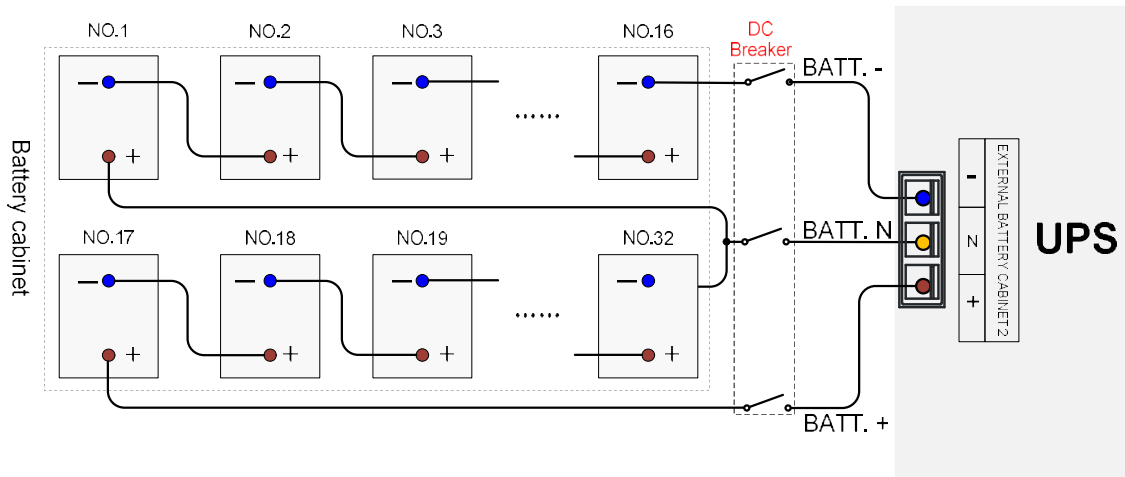 NO.1
NO.2
NO.3
NO.16
DC
Breaker
BATT. -
− + − + − + ...... − +
Battery cabinet
BATT. N
EXTERNAL BATTERY CABINET 2
- N +
UPS
NO.17
NO.18
NO.19
NO.32
− + − + − + ...... − +
BATT. +